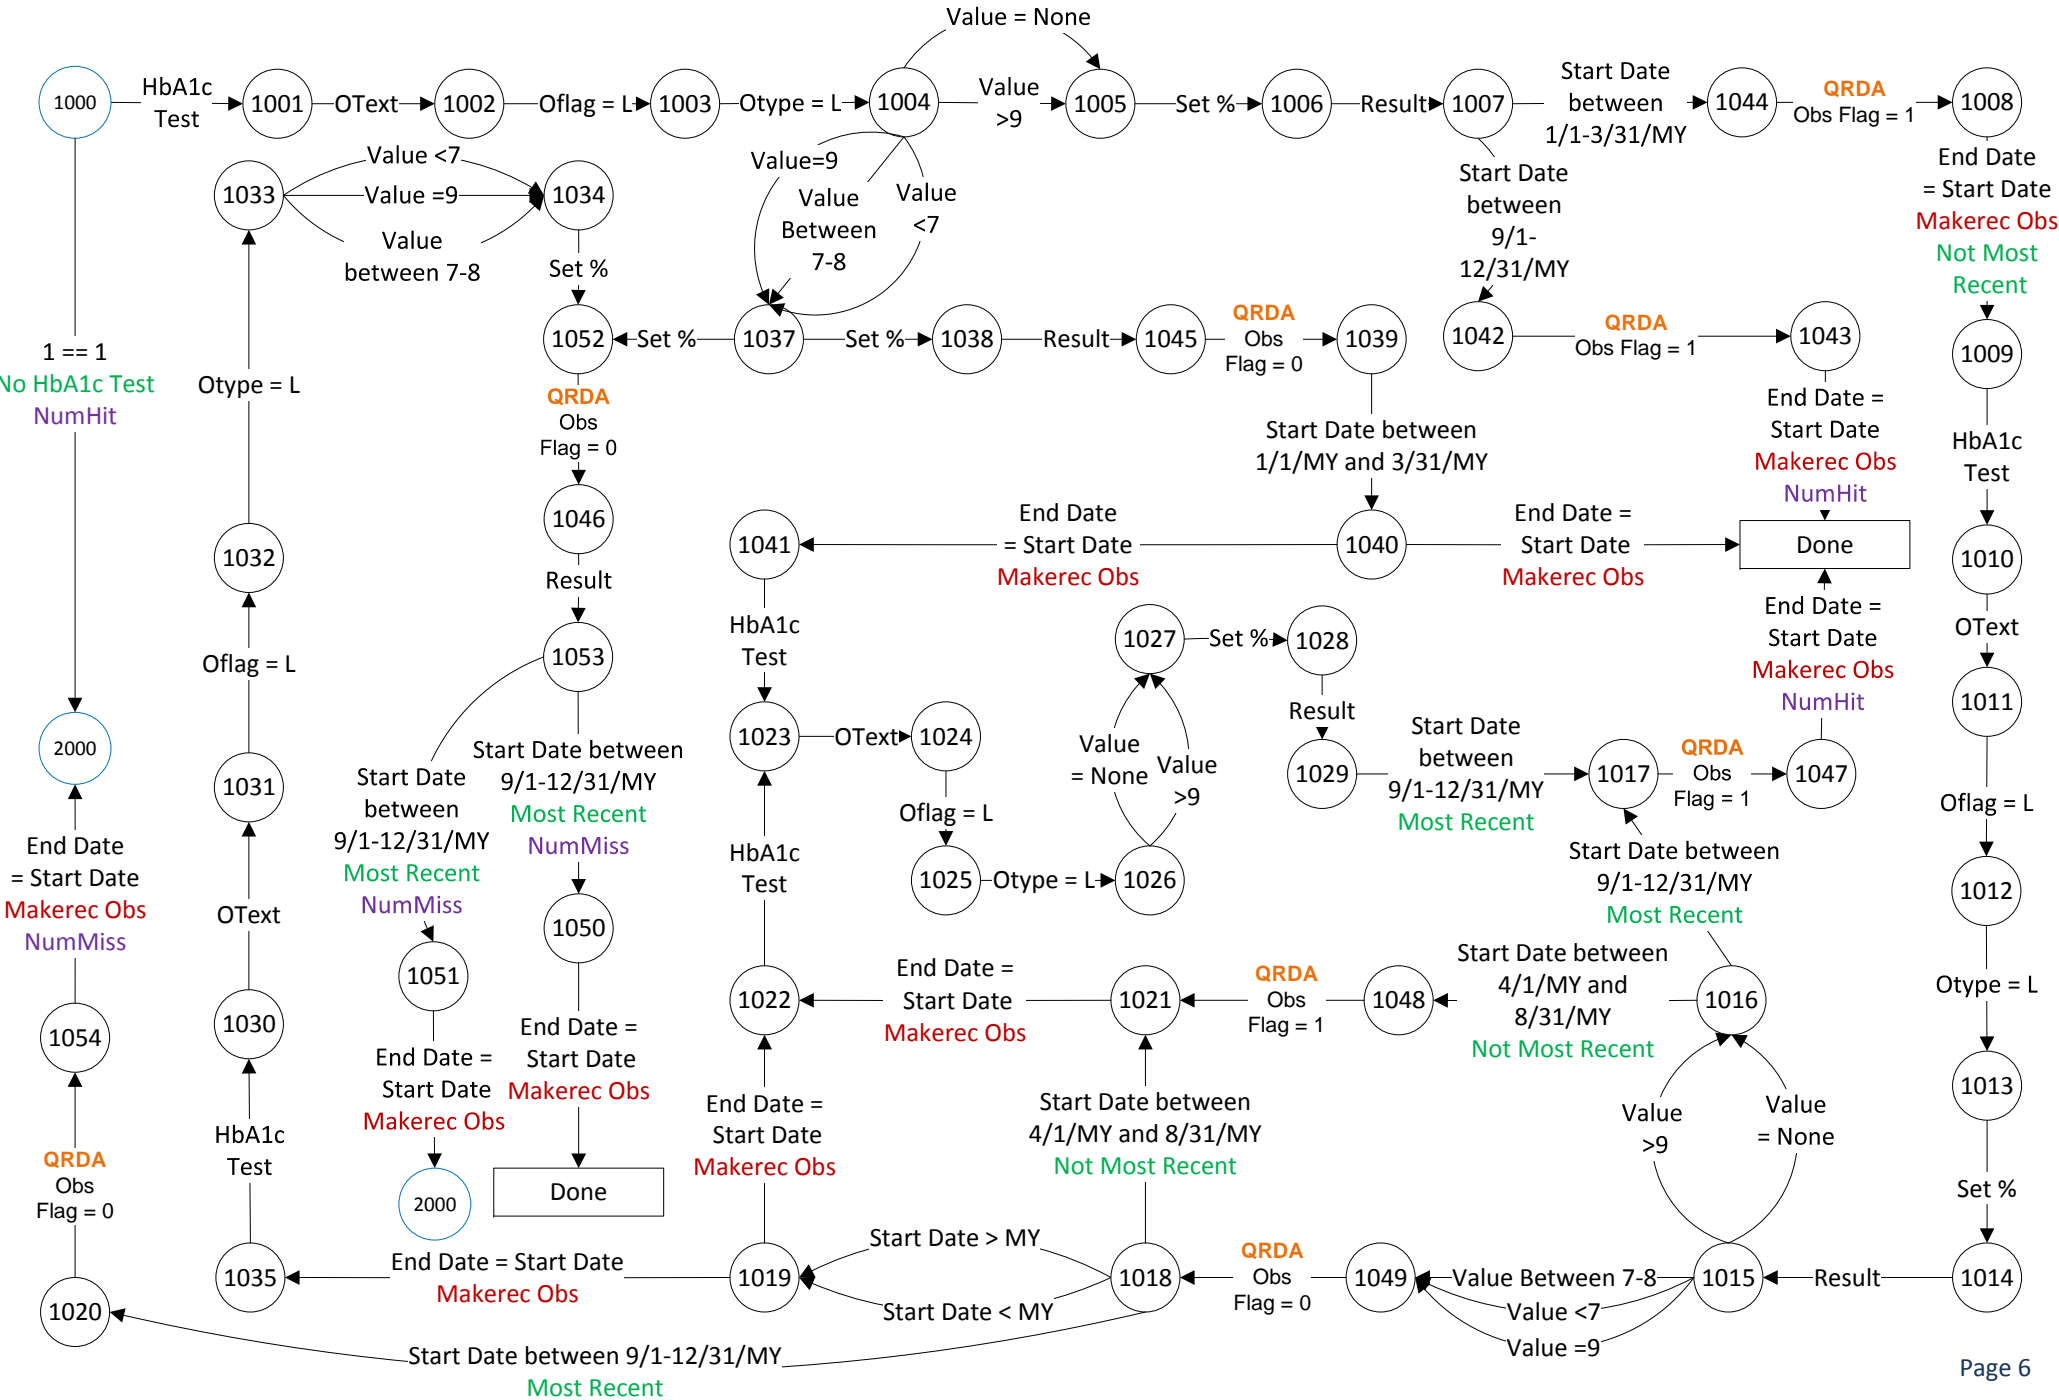 Value = None
1000
HbA1c
Test
1001
OText
1002
Oflag = L
1003
Otype = L
1004
Value
>9
1005
Set %
1006
Result
1007
Start Date
between
1/1-3/31/MY
1044
QRDA
Obs Flag = 1
1008
1033
Value <7
Value =9
Value
between 7-8
1034
Value=9
Value
Between
7-8
Value
<7
Start Date
between
9/1-
12/31/MY
End Date
= Start Date
Makerec Obs
Not Most
Recent
1 == 1
No HbA1c Test
NumHit
Otype = L
Set %
1052
Set %
1037
Set %
1038
Result
1045
QRDA
Obs
Flag = 0
1039
1042
QRDA
Obs Flag = 1
1043
1009
QRDA
Obs
Flag = 0
Start Date between
1/1/MY and 3/31/MY
End Date =
Start Date
Makerec Obs
NumHit
HbA1c
Test
1032
1046
1041
End Date
= Start Date
Makerec Obs
1040
End Date =
Start Date
Makerec Obs
Done
1010
Oflag = L
Result
1053
HbA1c
Test
1027
Set %
1028
End Date =
Start Date
Makerec Obs
NumHit
OText
1011
2000
1031
Start Date
between
9/1-12/31/MY
Most Recent
NumMiss
Start Date between
9/1-12/31/MY
Most Recent
NumMiss
1023
OText
1024
Value
= None
Value
>9
Result
1029
Start Date
between
9/1-12/31/MY
Most Recent
1017
QRDA
Obs
Flag = 1
1047
Oflag = L
End Date
= Start Date
Makerec Obs
NumMiss
OText
HbA1c
Test
Oflag = L
1025
Otype = L
1026
Start Date between
9/1-12/31/MY
Most Recent
1012
1054
1030
1051
1050
1022
End Date =
Start Date
Makerec Obs
1021
QRDA
Obs
Flag = 1
1048
Start Date between
4/1/MY and
8/31/MY
Not Most Recent
1016
Otype = L
1013
QRDA
Obs
Flag = 0
HbA1c
Test
End Date =
Start Date
Makerec Obs
End Date =
Start Date
Makerec Obs
End Date =
Start Date
Makerec Obs
Start Date between
4/1/MY and 8/31/MY
Not Most Recent
Value
>9
Value
= None
Set %
2000
Done
1020
1035
End Date = Start Date
Makerec Obs
1019
Start Date > MY
Start Date < MY
1018
QRDA
Obs
Flag = 0
1049
Value Between 7-8
Value <7
Value =9
1015
Result
1014
Start Date between 9/1-12/31/MY
Most Recent
Page 6